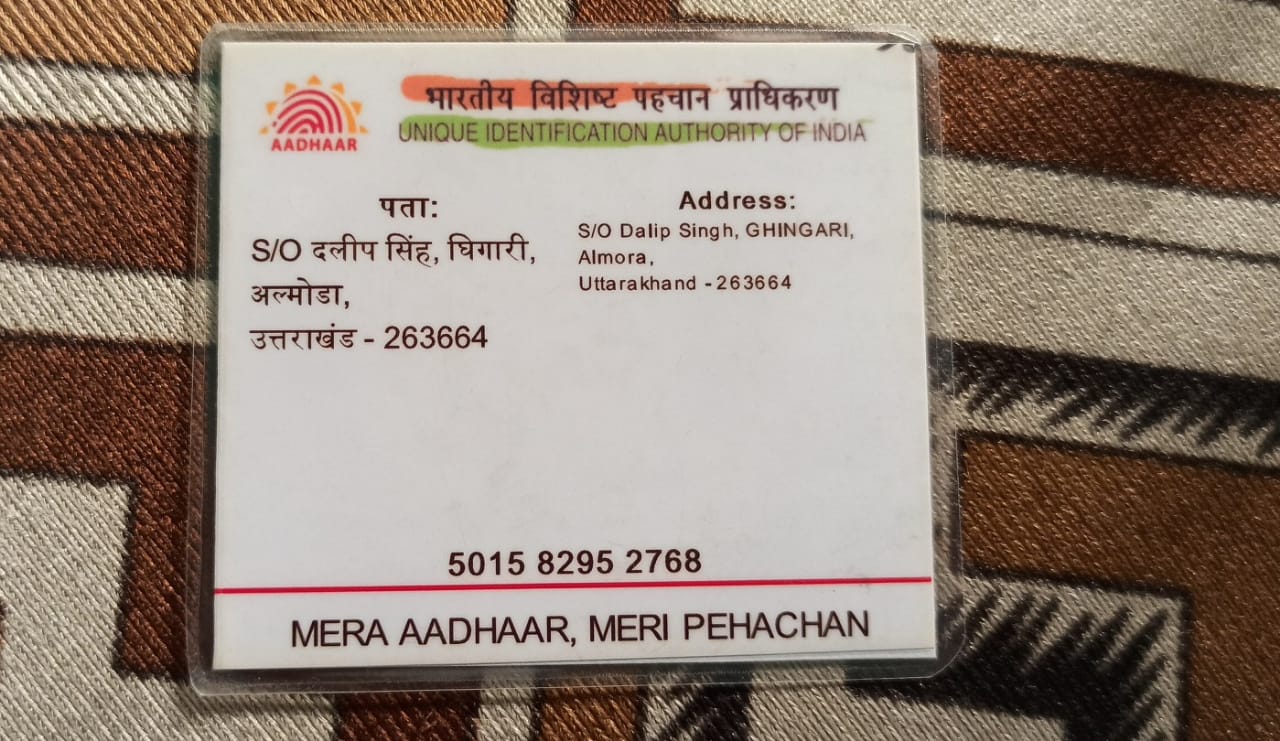 भारतीय विशिष्ट पहचान प्राधिकरण
UNIQUE IDENTIFICATION AUTHORITY OF INDIA
AADHAAR
पता:
S/O दलीप सिंह, घिगारी,
अल्मोडा,
उत्तराखंड - 263664
Address:
S/O Dalip Singh, GHINGARI,
Almora,
Uttarakhand - 263664
5015 8295 2768
MERA AADHAAR, MERI PEHACHAN